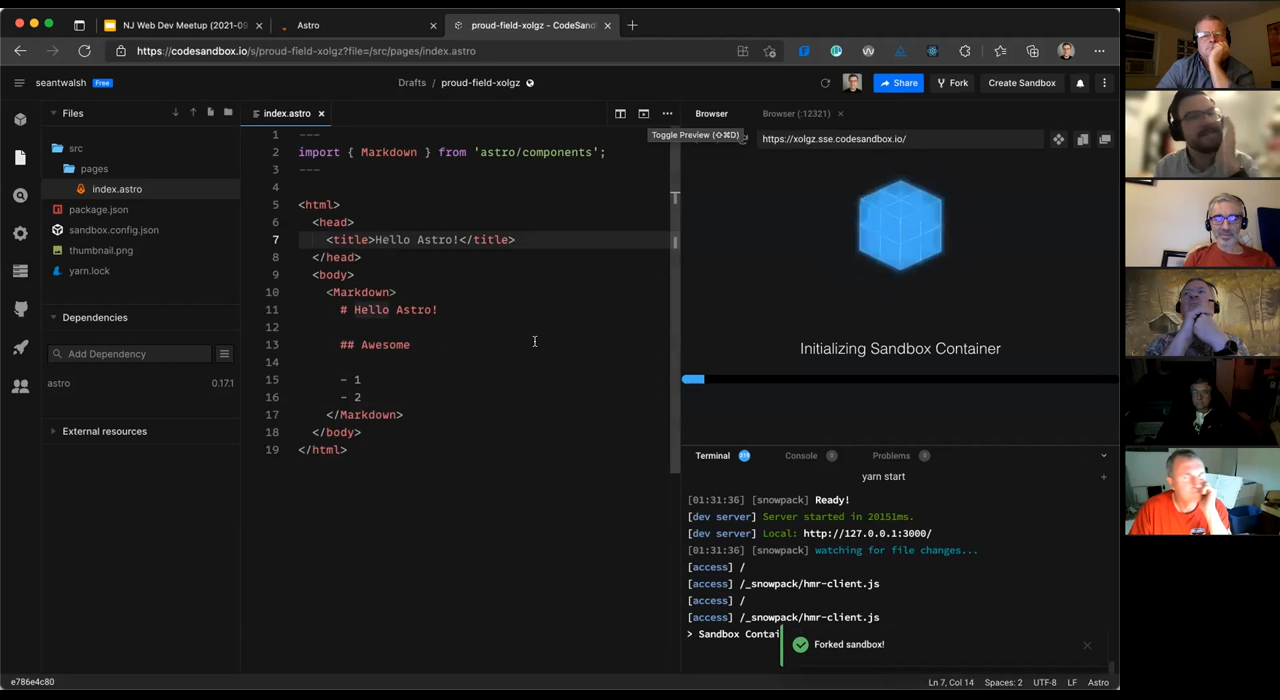 NJ Web Dev Meetup (2021-09
Astro
proud-field-xolgz - CodeSandb
https://codesandbox.io/s/proud-field-xolgz?file=/src/pages/index.astro
seantwalsh Free
Drafts / proud-field-xolgz
Share
Fork
Create Sandbox
Files
src
pages
index.astro
package.json
sandbox.config.json
thumbnail.png
yarn.lock
Dependencies
Add Dependency
astro 0.17.1
External resources
index.astro
Toggle Preview (⇧⌘D)
1 ---
2 import { Markdown } from 'astro/components';
3 ---
4
5 <html>
6 <head>
7 <title>Hello Astro!</title>
8 </head>
9 <body>
10 <Markdown>
11 # Hello Astro!
12
13 ## Awesome
14
15 - 1
16 - 2
17 </Markdown>
18 </body>
19 </html>
Browser
Browser (:12321)
https://xolgz.sse.codesandbox.io/
Initializing Sandbox Container
Terminal
Console 0
Problems 0
yarn start
[01:31:36] [snowpack] Ready!
[dev server] Server started in 20151ms.
[dev server] Local: http://127.0.0.1:3000/
[01:31:36] [snowpack] watching for file changes...
[access] /
[access] /_snowpack/hmr-client.js
[access] /
[access] /_snowpack/hmr-client.js
> Sandbox Contai
Forked sandbox!
e786e4c80
Ln 7, Col 14
Spaces: 2
UTF-8
LF
Astro